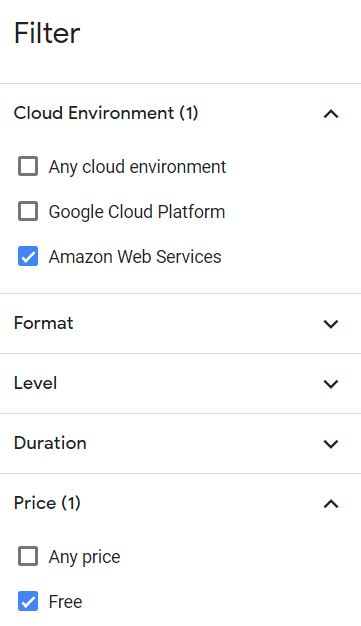 Filter
Cloud Environment (1)
Any cloud environment
Google Cloud Platform
Amazon Web Services
Format
Level
Duration
Price (1)
Any price
Free